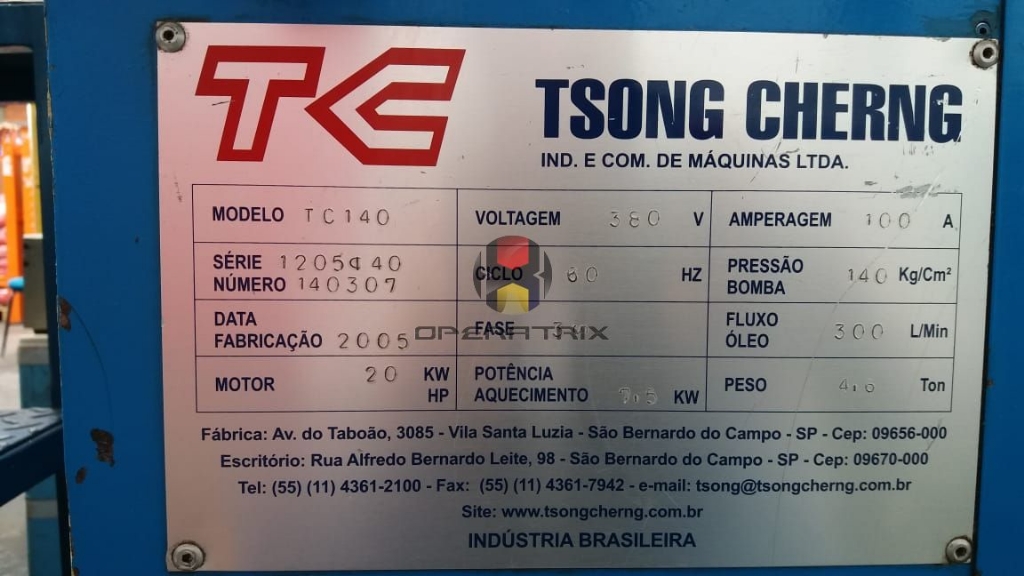 TC TSONG CHERNG
IND. E COM. DE MÁQUINAS LTDA.
MODELO TC140 VOLTAGEM 380 V AMPERAGEM 100 A
SÉRIE 1205440 CICLO 60 HZ PRESSÃO BOMBA 140 Kg/Cm²
NÚMERO 140307
DATA FABRICAÇÃO 2005 FASE 3 FLUXO ÓLEO 300 L/Min
OPERATRIX
MOTOR 20 KW HP POTÊNCIA AQUECIMENTO KW PESO 4,6 Ton
Fábrica: Av. do Taboão, 3085 - Vila Santa Luzia - São Bernardo do Campo - SP - Cep: 09656-000
Escritório: Rua Alfredo Bernardo Leite, 98 - São Bernardo do Campo - SP - Cep: 09670-000
Tel: (55) (11) 4361-2100 - Fax: (55) (11) 4361-7942 - e-mail: tsong@tsongcherng.com.br
Site: www.tsongcherng.com.br
INDÚSTRIA BRASILEIRA